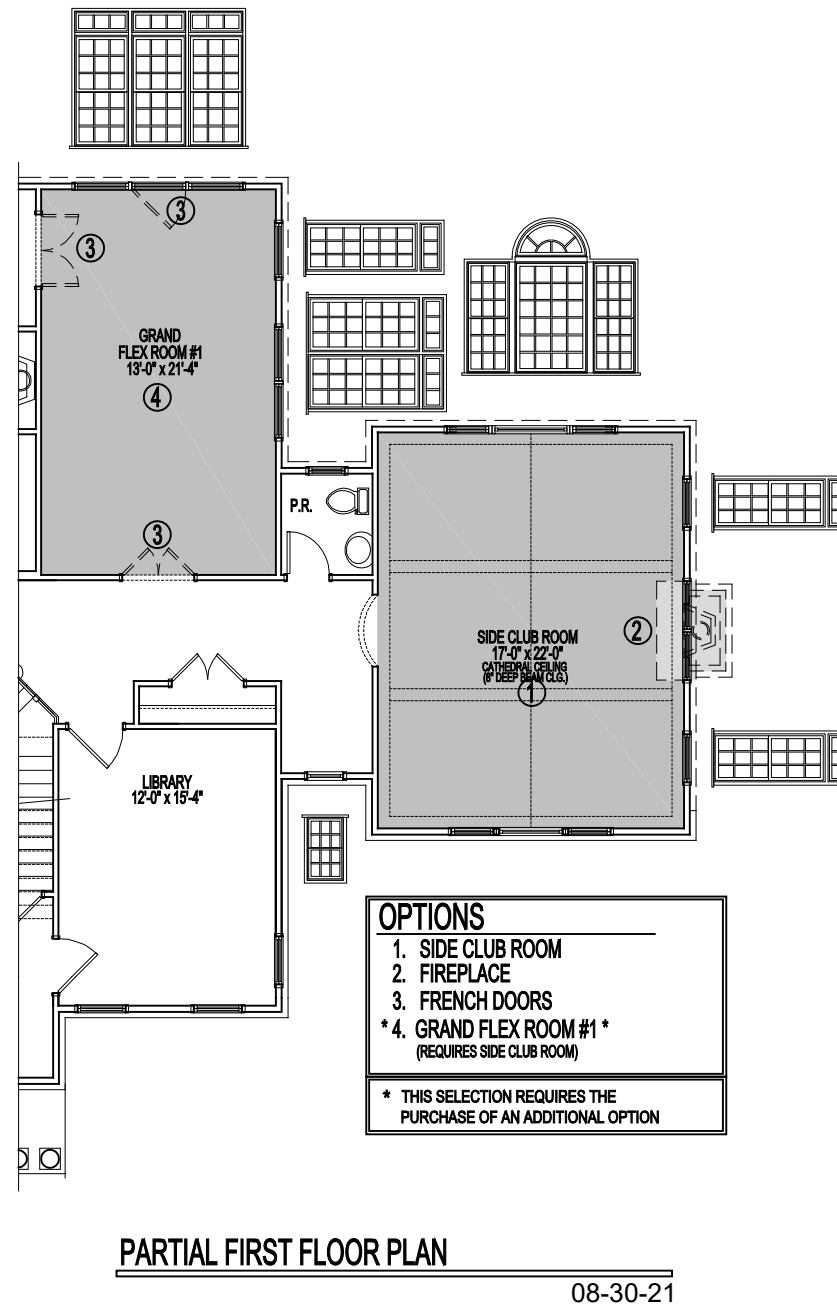 3
3
GRAND
FLEX ROOM #1
13'-0" x 21'-4"
4
P.R.
3
SIDE CLUB ROOM
17'-0" x 22'-0"
CATHEDRAL CEILING
(8" DEEP BEAM CLG.)
2
1
LIBRARY
12'-0" x 15'-4"
OPTIONS
1. SIDE CLUB ROOM
2. FIREPLACE
3. FRENCH DOORS
* 4. GRAND FLEX ROOM #1 *
(REQUIRES SIDE CLUB ROOM)
* THIS SELECTION REQUIRES THE
PURCHASE OF AN ADDITIONAL OPTION
PARTIAL FIRST FLOOR PLAN
08-30-21